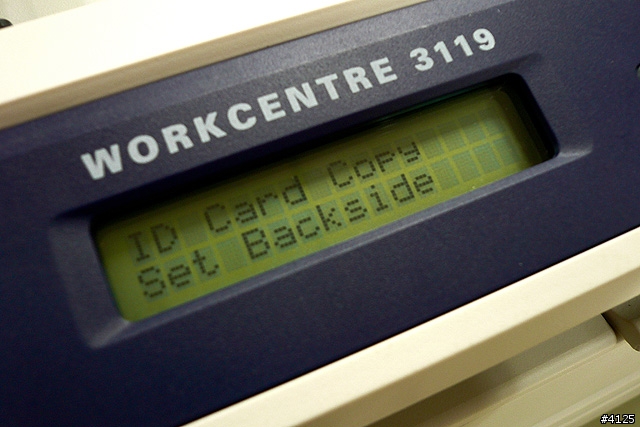 WORKCENTRE 3119
ID Card Copy
Set Backside
#4125